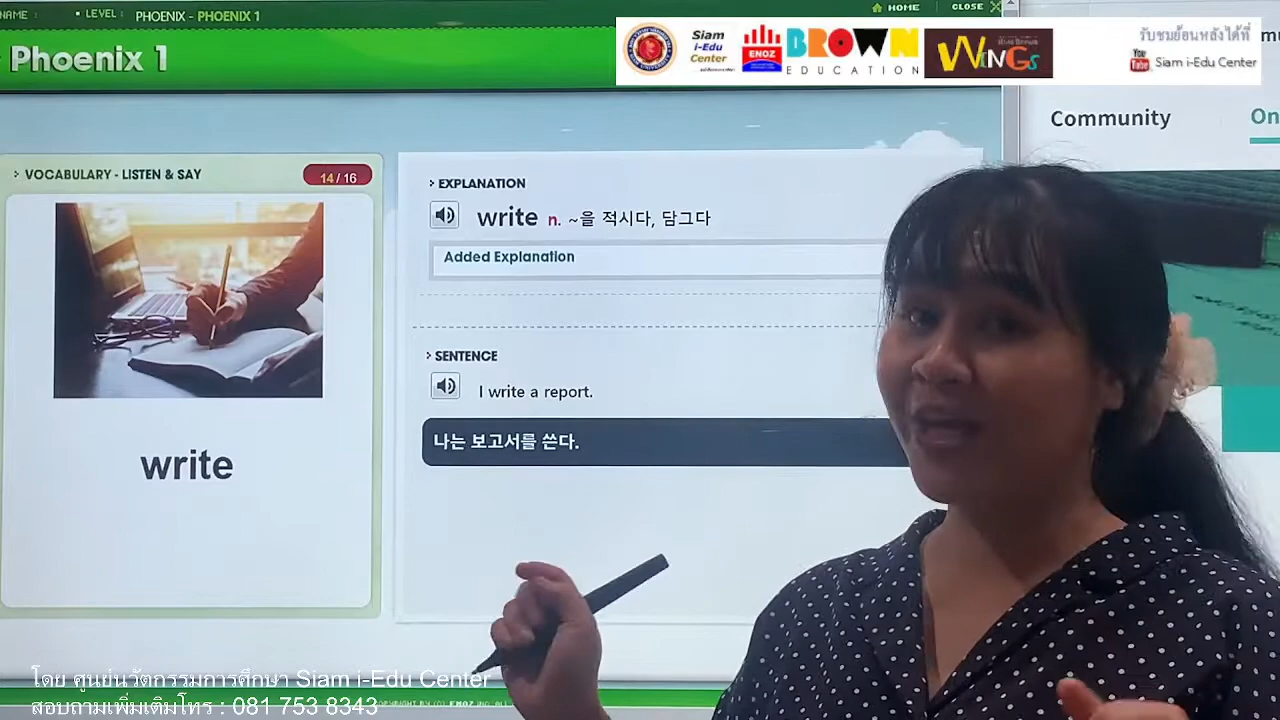 NAME :
• LEVEL : PHOENIX - PHOENIX 1
HOME
CLOSE
Phoenix 1
Siam
i-Edu
Center
ENOZ
BROWN
EDUCATION
WINGS
รับชมย้อนหลังได้ที่
You
Tube
Siam i-Edu Center
Community
On
VOCABULARY - LISTEN & SAY
14 / 16
write
EXPLANATION
write n. ~을 적시다, 담그다
Added Explanation
SENTENCE
I write a report.
나는 보고서를 쓴다.
โดย ศูนย์นวัตกรรมการศึกษา Siam i-Edu Center
สอบถามเพิ่มเติมโทร : 081 753 8343